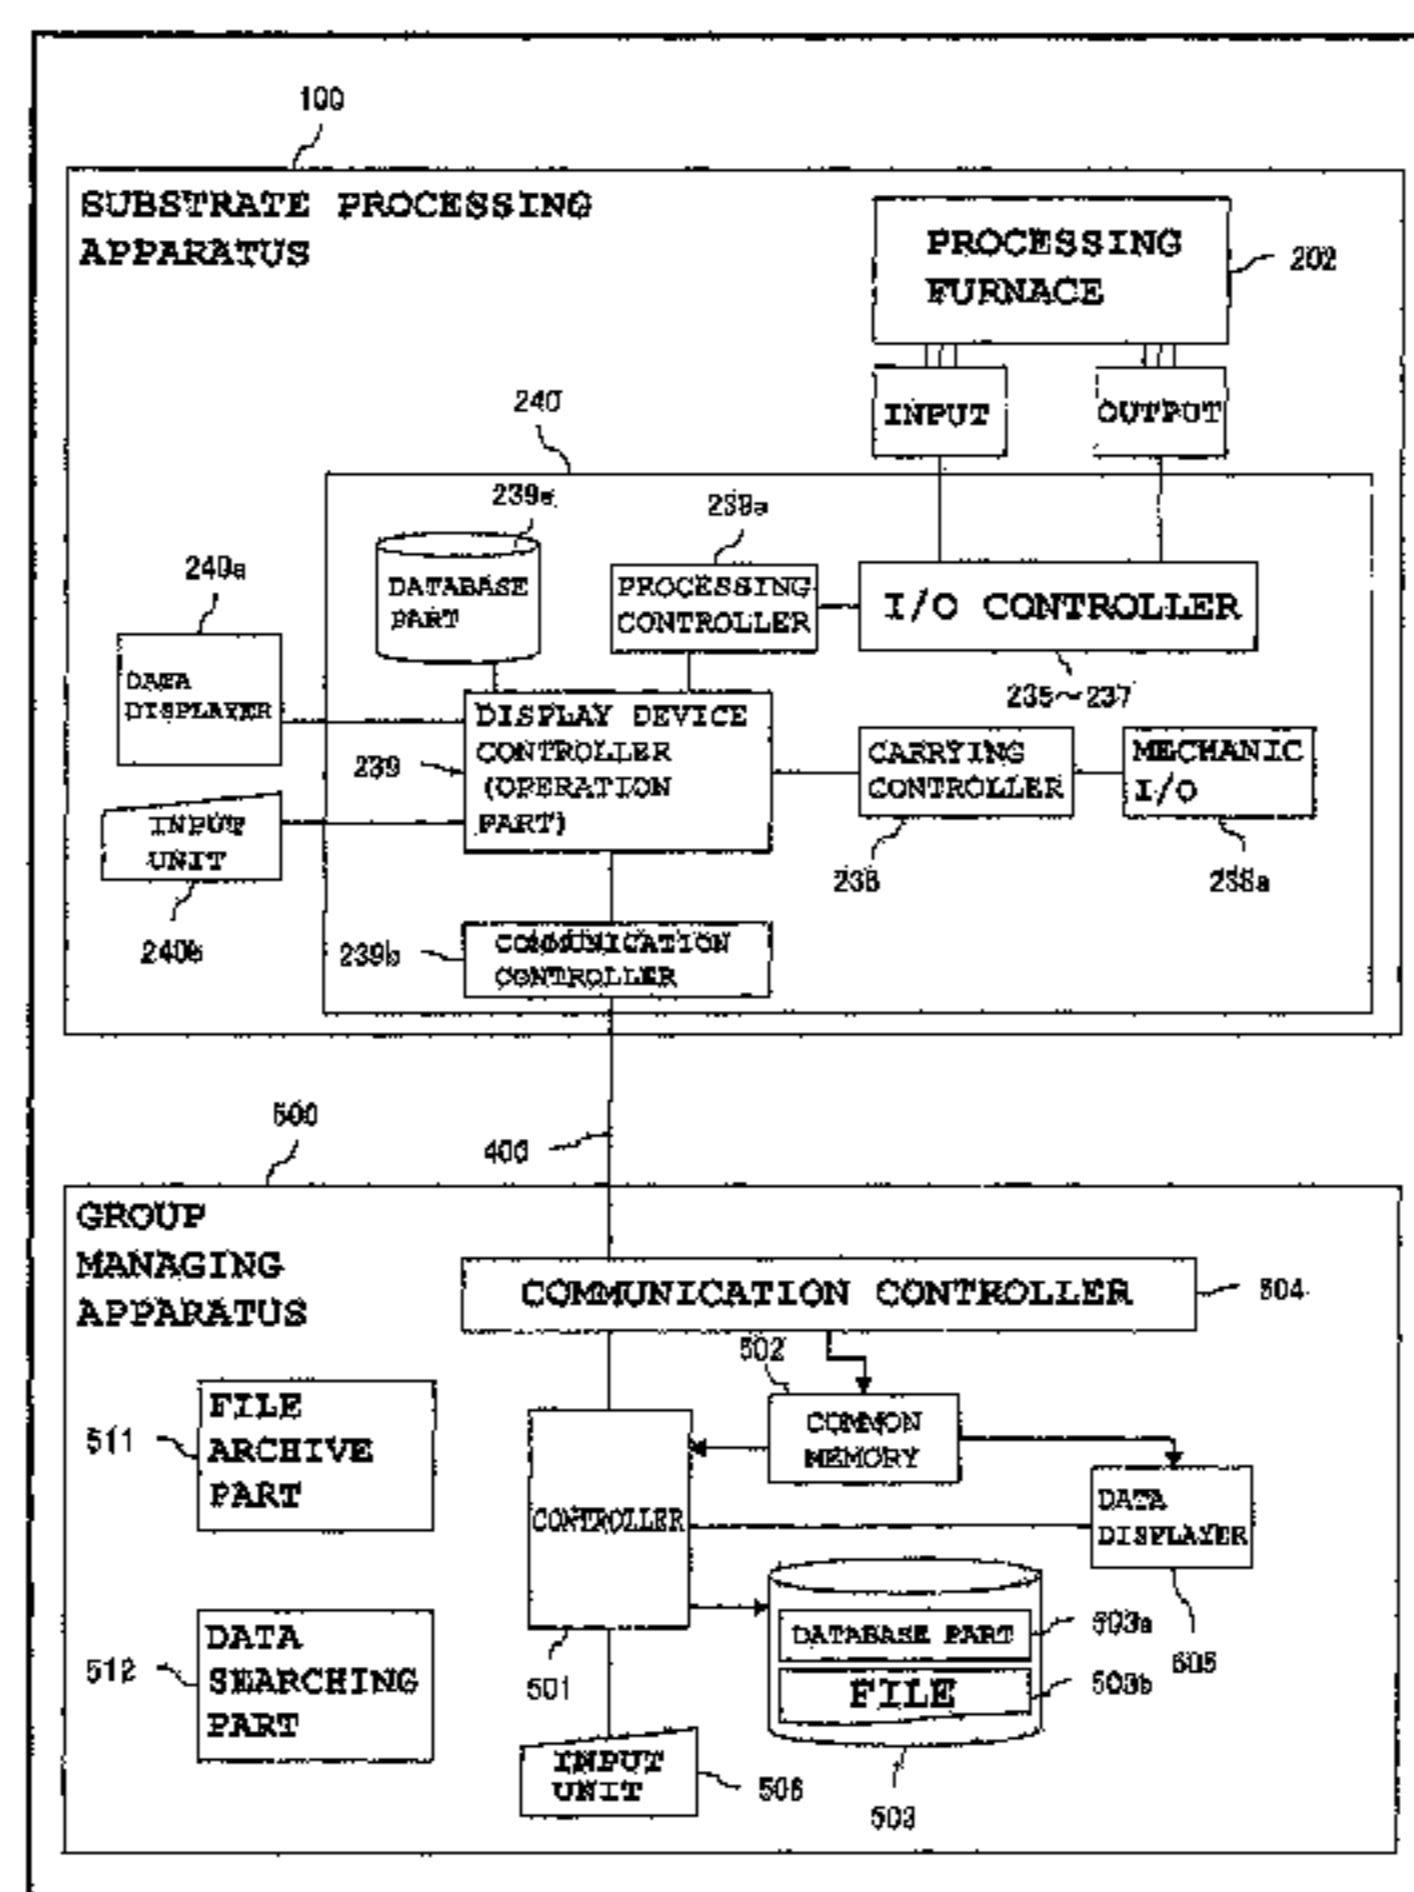 100
SUBSTRATE PROCESSING
APPARATUS
PROCESSING
FURNACE
202
INPUT
OUTPUT
240
239e
239a
240a
DATABASE
PART
PROCESSING
CONTROLLER
I/O CONTROLLER
235~237
DATA
DISPLAYER
DISPLAY DEVICE
CONTROLLER
(OPERATION
PART)
239
CARRYING
CONTROLLER
MECHANIC
I/O
238
238a
INPUT
UNIT
240b
239b
COMMUNICATION
CONTROLLER
400
500
GROUP
MANAGING
APPARATUS
COMMUNICATION CONTROLLER
504
502
COMMON
MEMORY
FILE
ARCHIVE
PART
511
CONTROLLER
DATA
DISPLAYER
505
DATABASE PART
503a
FILE
503b
503
501
DATA
SEARCHING
PART
512
INPUT
UNIT
506